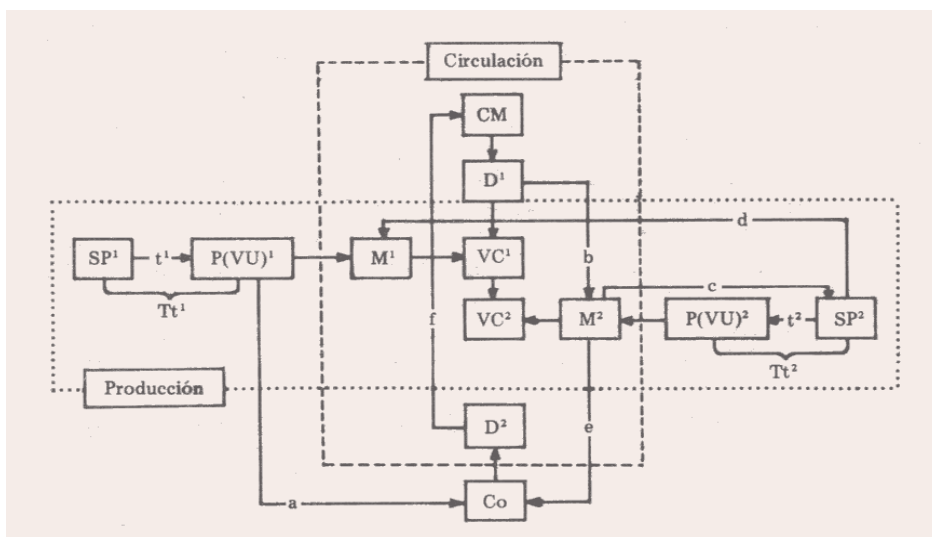 Circulación
CM
D¹
d
SP¹
t¹
P(VU)¹
M¹
VC¹
b
c
Tt¹
f
VC²
M²
P(VU)²
t²
SP²
Tt²
Producción
D²
e
a
Co